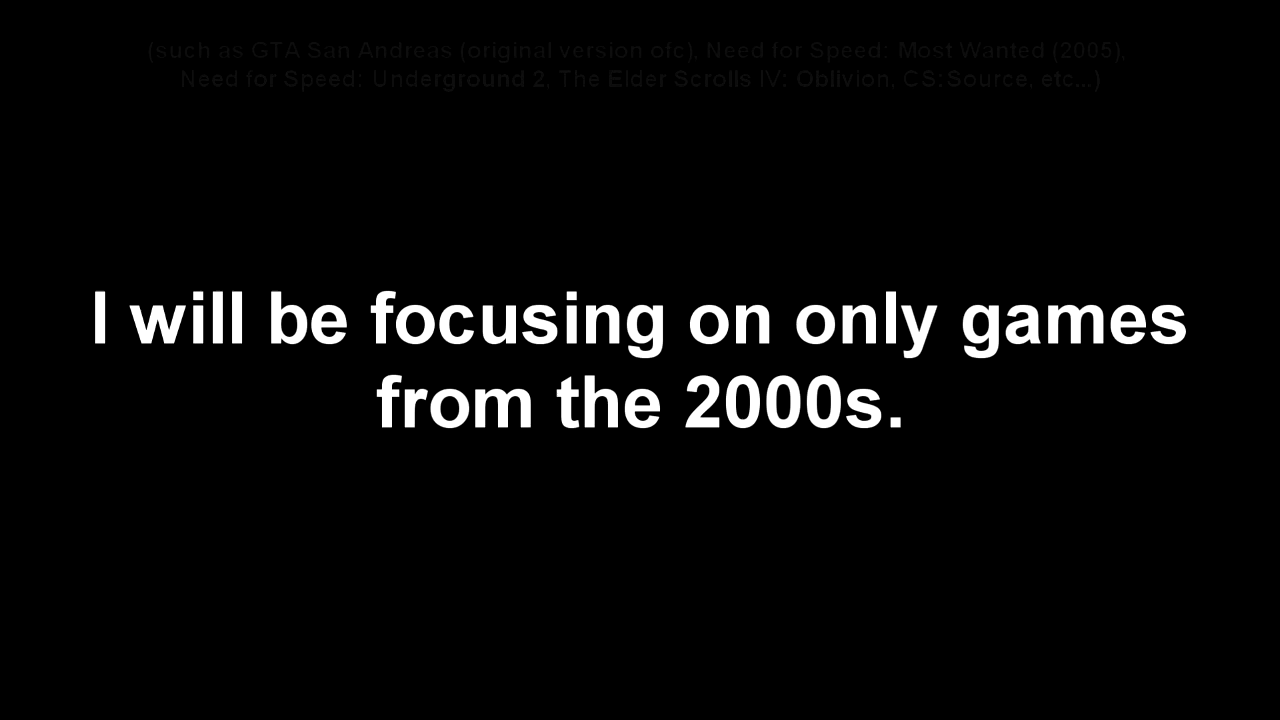 (such as GTA San Andreas (original version ofc), Need for Speed: Most Wanted (2005),
Need for Speed: Underground 2, The Elder Scrolls IV: Oblivion, CS:Source, etc...)
I will be focusing on only games
from the 2000s.